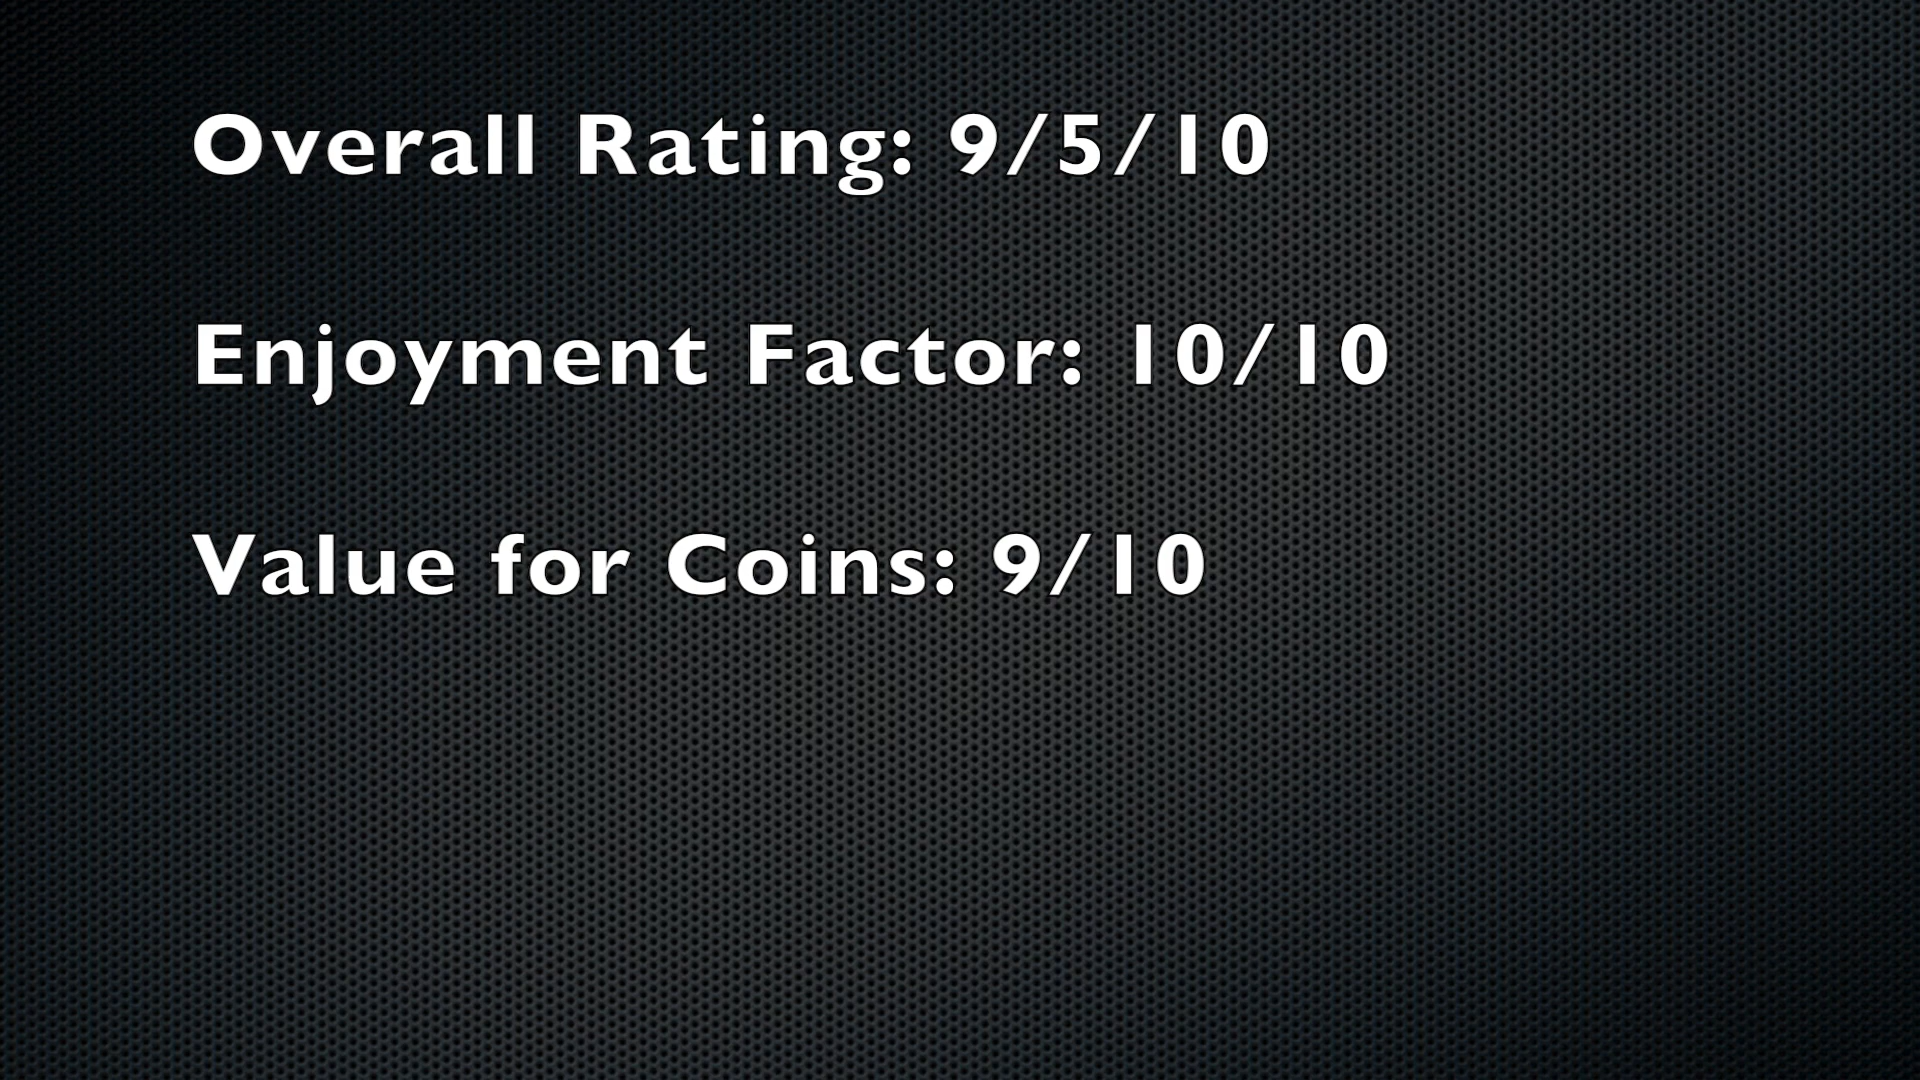 Overall Rating: 9/5/10
Enjoyment Factor: 10/10
Value for Coins: 9/10